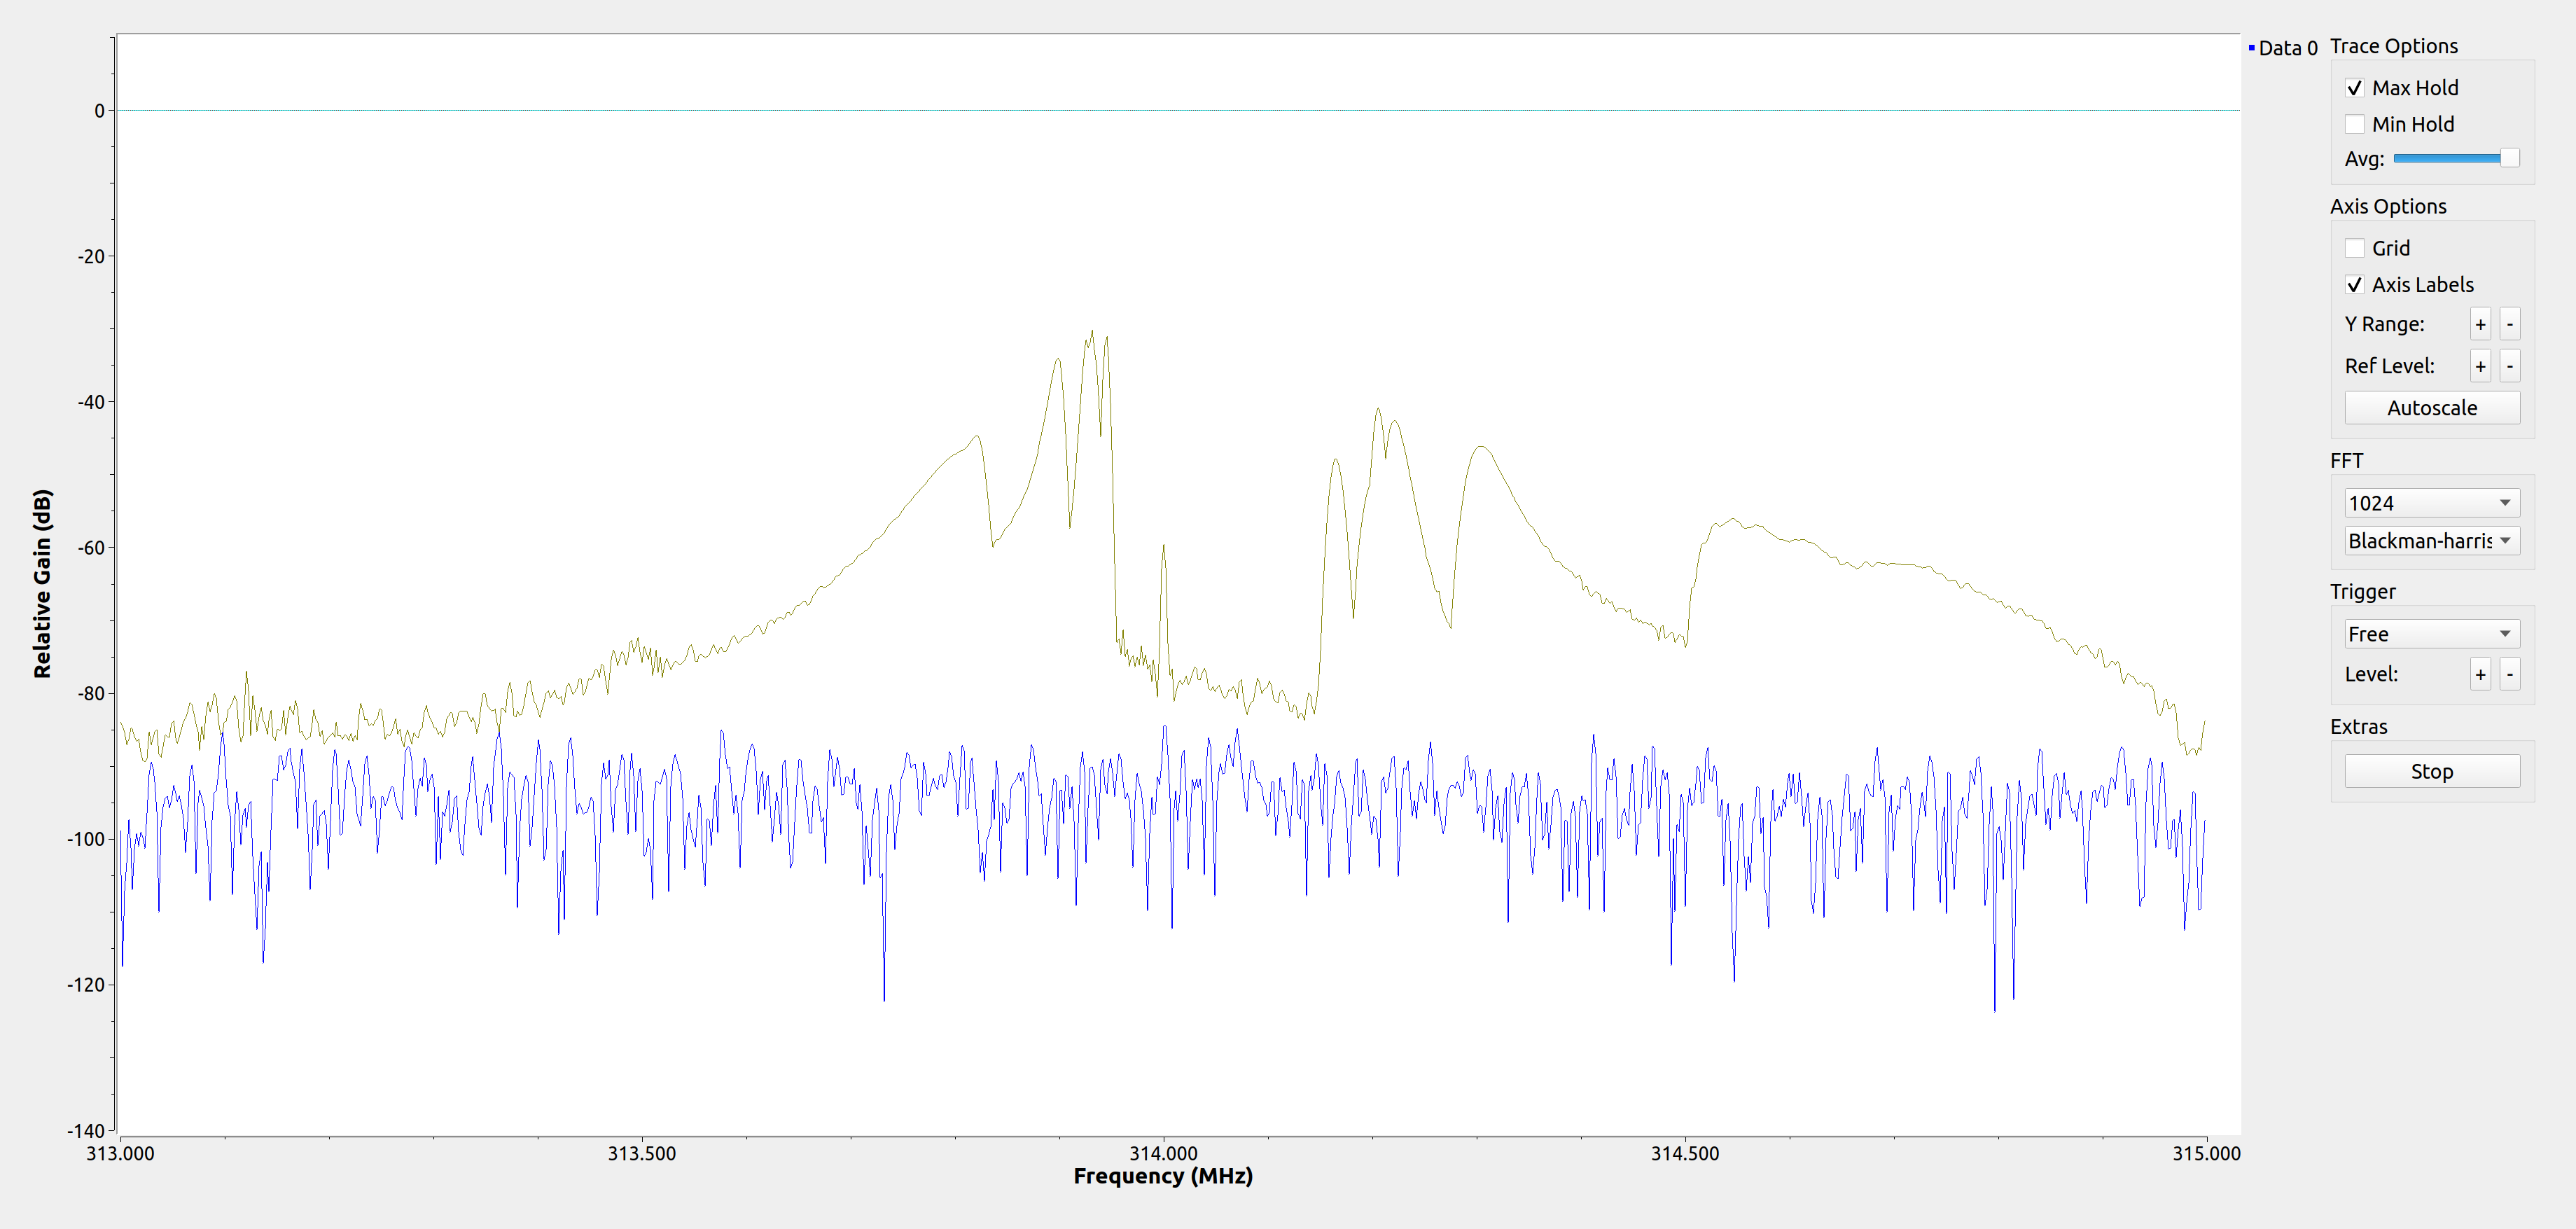 Data 0
Trace Options
Max Hold
Min Hold
Avg:
Axis Options
Grid
Axis Labels
Y Range: + -
Ref Level: + -
Autoscale
FFT
1024
Blackman-harris
Trigger
Free
Level: + -
Extras
Stop
Relative Gain (dB)
0
-20
-40
-60
-80
-100
-120
-140
313.000 313.500 314.000 314.500 315.000
Frequency (MHz)